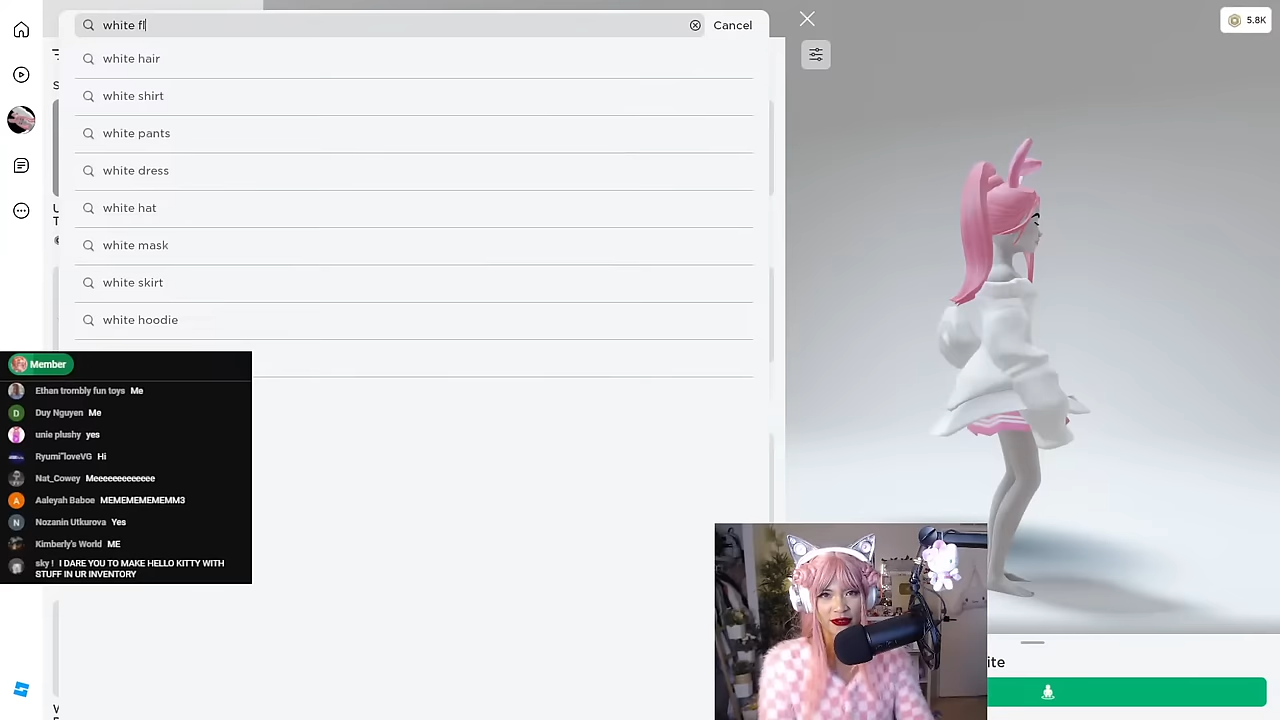 white fl
Cancel
5.8K
white hair
white shirt
white pants
white dress
white hat
white mask
white skirt
white hoodie
Member
Ethan trombly fun toys Me
Duy Nguyen Me
unie plushy yes
Ryumi"loveVG Hi
Nat_Cowey Meeeeeeeeeeee
Aaleyah Baboe MEMEMEMEMEMM3
Nozanin Utkurova Yes
Kimberly's World ME
sky ! I DARE YOU TO MAKE HELLO KITTY WITH
STUFF IN UR INVENTORY
ite